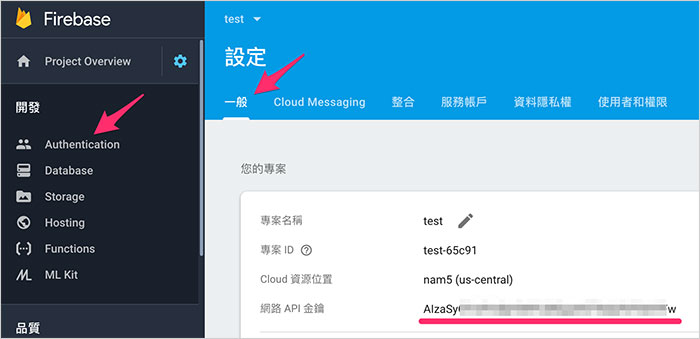 Firebase
Project Overview
開發
Authentication
Database
Storage
Hosting
Functions
ML Kit
品質
test
設定
一般 Cloud Messaging 整合 服務帳戶 資料隱私權 使用者和權限
您的專案
專案名稱 test
專案 ID test-65c91
Cloud 資源位置 nam5 (us-central)
網路 API 金鑰